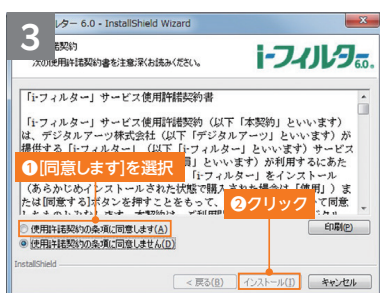 3
ルター 6.0 - InstallShield Wizard
諾契約
次の使用許諾契約書を注意深くお読みください。
i-フィルター 6.0
「i-フィルター」サービス使用許諾契約書
「i-フィルター」サービス使用許諾契約(以下「本契約」といいます)
は、デジタルアーツ株式会社(以下「デジタルアーツ」といいます)が
提供する「i-フィルター」(以下「i-フィルター」といいます)サービス
❶[同意します]を選択
員」といいます)が利用するにあた
「i-フィルター」をインストール
(あらかじめインストールされた状態で購入された場合は「使用」)ま
たは[同意する]ボタンを押すことをもって、
て同意
❷クリック
使用許諾契約の条項に同意します(A)
印刷(P)
使用許諾契約の条項に同意しません(D)
InstallShield
< 戻る(B)
インストール(I)
キャンセル